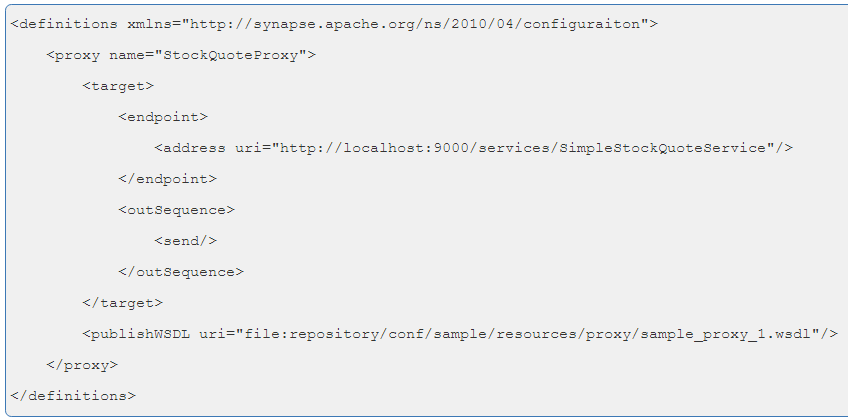 <definitions xmlns="http://synapse.apache.org/ns/2010/04/configuraiton">
    <proxy name="StockQuoteProxy">
        <target>
            <endpoint>
                <address uri="http://localhost:9000/services/SimpleStockQuoteService"/>
            </endpoint>
            <outSequence>
                <send/>
            </outSequence>
        </target>
        <publishWSDL uri="file:repository/conf/sample/resources/proxy/sample_proxy_1.wsdl"/>
    </proxy>
</definitions>